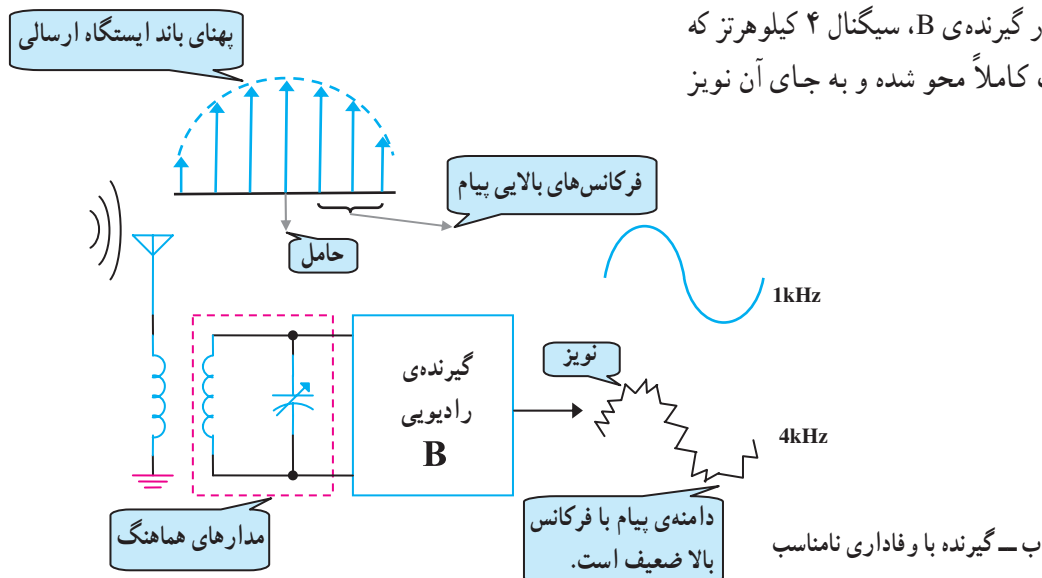 ر گیرنده‌ی B، سیگنال ۴ کیلوهرتز که
کاملاً محو شده و به جای آن نویز
پهنای باند ایستگاه ارسالی
فرکانس‌های بالایی پیام
حامل
1kHz
نویز
گیرنده‌ی
رادیویی
B
4kHz
دامنه‌ی پیام با فرکانس
بالا ضعیف است.
مدارهای هماهنگ
ب ــ گیرنده با و فاداری نامناسب